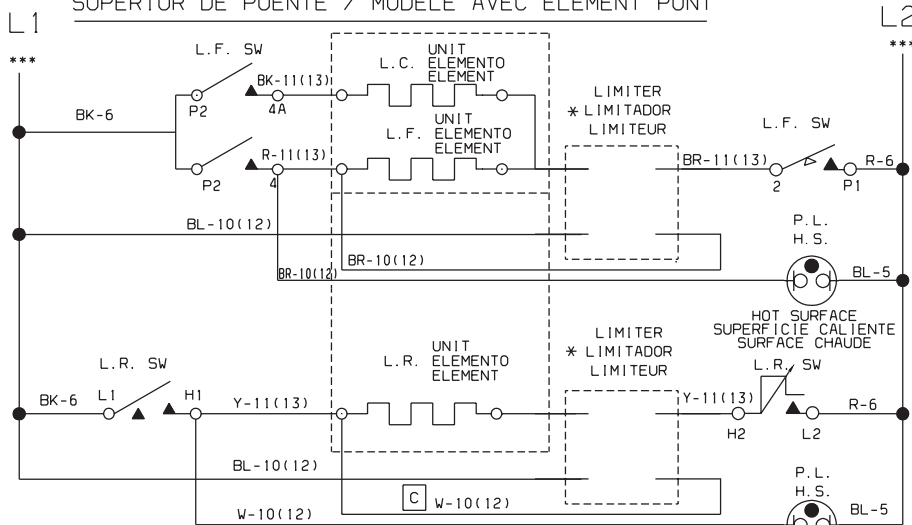 SUPERIOR DE PUENTE / MODÈLE AVEC ÉLÉMENT PONT
L1
L2
***
***
L.F. SW
UNIT
L.C. ELEMENTO
ELEMENT
BK-11(13)
P2
4A
BK-6
LIMITER
* LIMITADOR
LIMITEUR
UNIT
L.F. ELEMENTO
ELEMENT
L.F. SW
R-11(13)
P2
4
BR-11(13)
R-6
2
P1
BL-10(12)
P.L.
H.S.
BR-10(12)
BR-10(12)
BL-5
HOT SURFACE
SUPERFICIE CALIENTE
SURFACE CHAUDE
LIMITER
* LIMITADOR
LIMITEUR
UNIT
L.R. ELEMENTO
ELEMENT
L.R. SW
L.R. SW
BK-6
L1
H1
Y-11(13)
Y-11(13)
R-6
H2
L2
BL-10(12)
P.L.
H.S.
C
W-10(12)
W-10(12)
BL-5